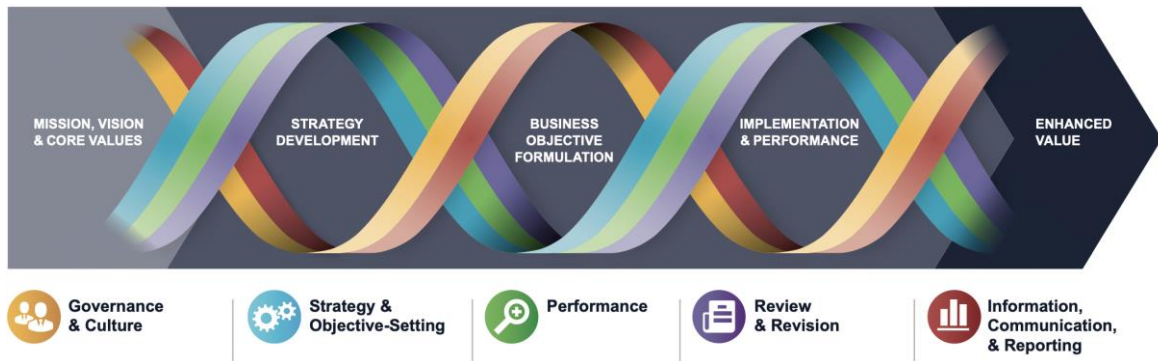 MISSION, VISION
& CORE VALUES
STRATEGY
DEVELOPMENT
BUSINESS
OBJECTIVE
FORMULATION
IMPLEMENTATION
& PERFORMANCE
ENHANCED
VALUE
Governance
& Culture
Strategy &
Objective-Setting
Performance
Review
& Revision
Information,
Communication,
& Reporting